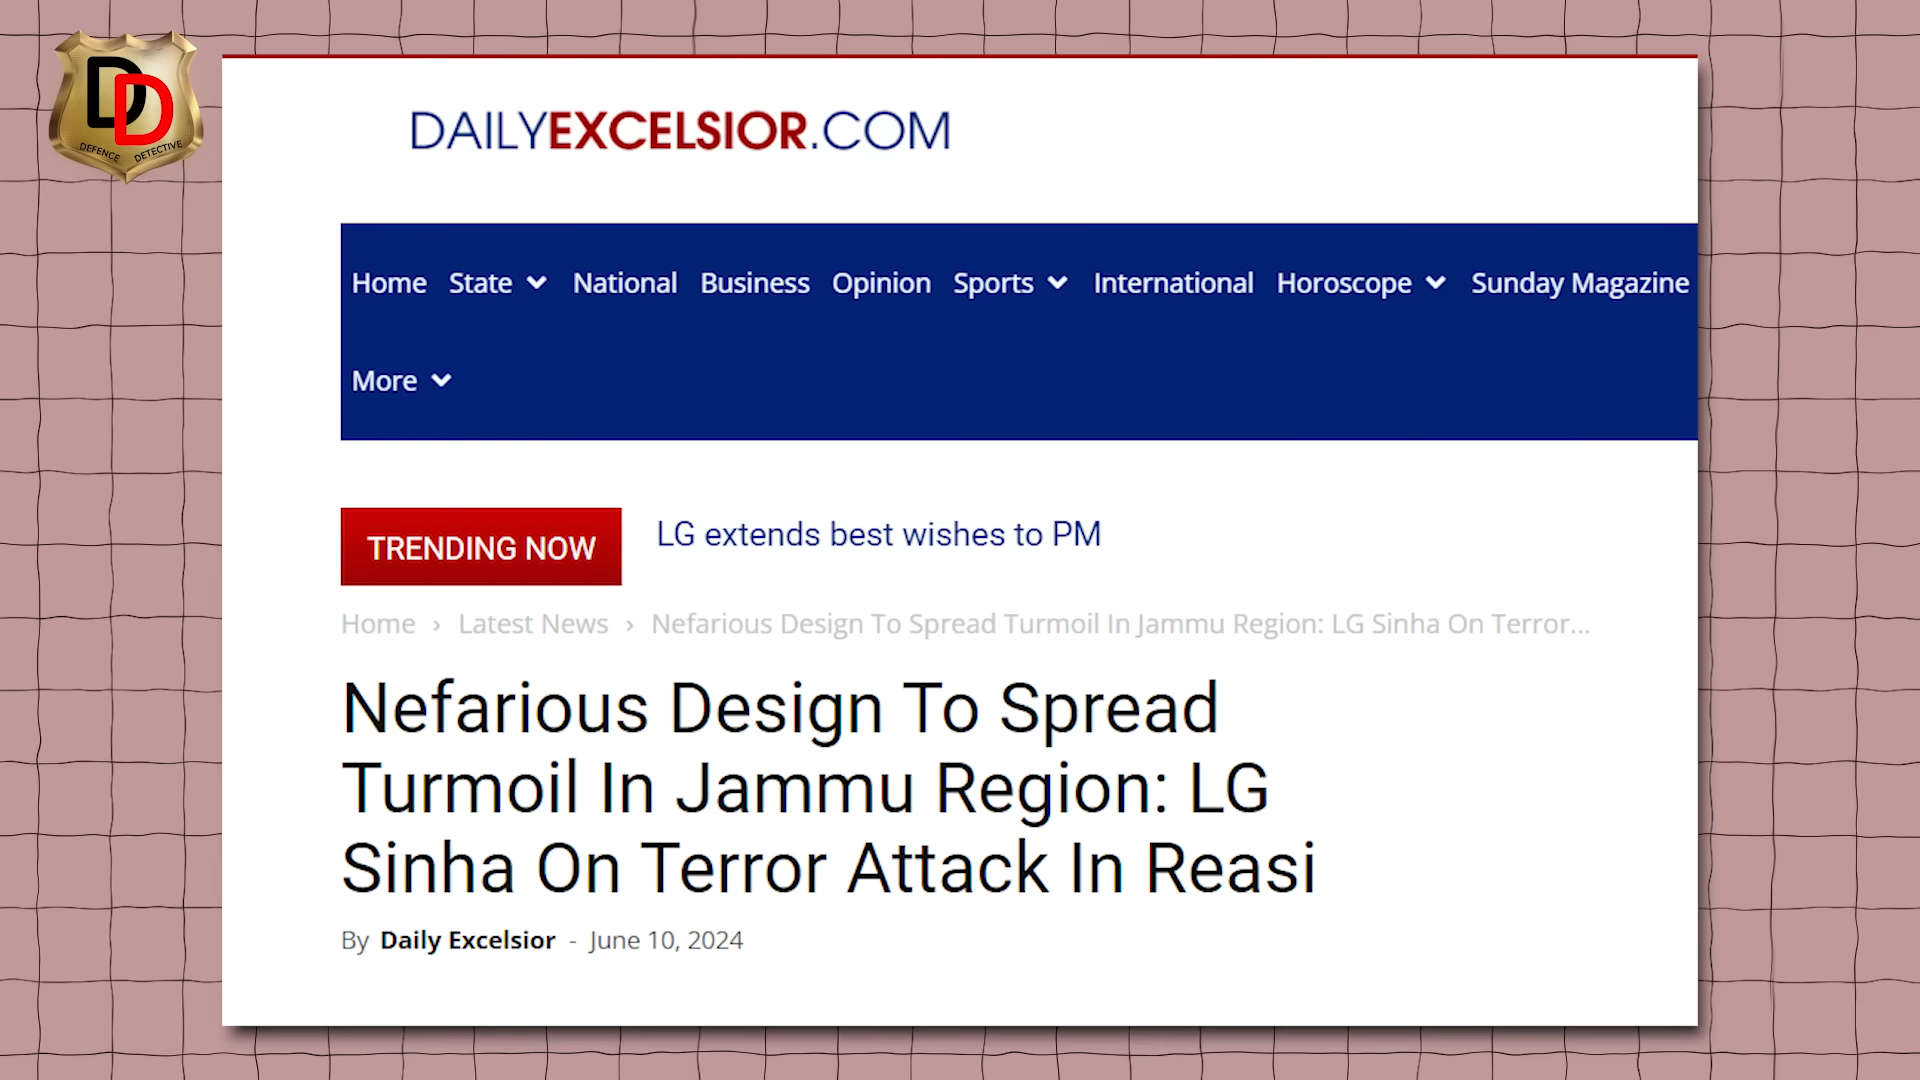 DD
DEFENCE DETECTIVE
DAILYEXCELSIOR.COM
Home State National Business Opinion Sports International Horoscope Sunday Magazine
More
TRENDING NOW LG extends best wishes to PM
Home › Latest News › Nefarious Design To Spread Turmoil In Jammu Region: LG Sinha On Terror...
Nefarious Design To Spread
Turmoil In Jammu Region: LG
Sinha On Terror Attack In Reasi
By Daily Excelsior - June 10, 2024